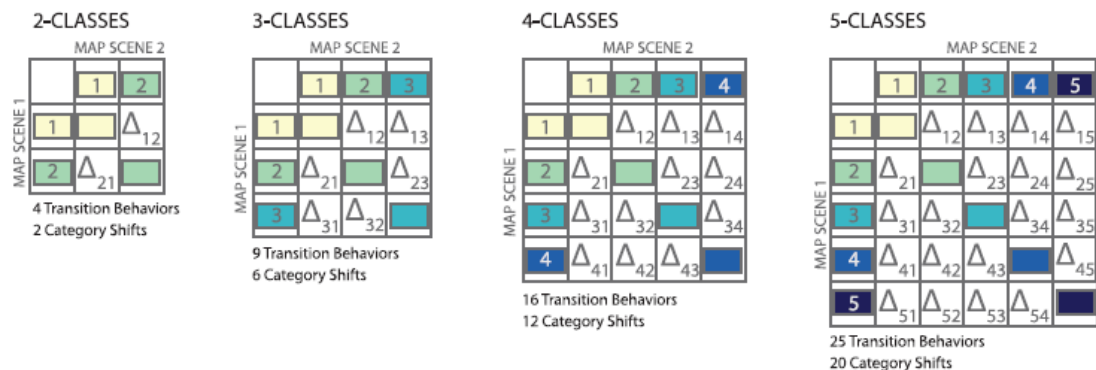 2-CLASSES
MAP SCENE 2
MAP SCENE 1
1 2
1 Δ12
2 Δ21
4 Transition Behaviors
2 Category Shifts
3-CLASSES
MAP SCENE 2
MAP SCENE 1
1 2 3
1 Δ12 Δ13
2 Δ21 Δ23
3 Δ31 Δ32
9 Transition Behaviors
6 Category Shifts
4-CLASSES
MAP SCENE 2
MAP SCENE 1
1 2 3 4
1 Δ12 Δ13 Δ14
2 Δ21 Δ23 Δ24
3 Δ31 Δ32 Δ34
4 Δ41 Δ42 Δ43
16 Transition Behaviors
12 Category Shifts
5-CLASSES
MAP SCENE 2
MAP SCENE 1
1 2 3 4 5
1 Δ12 Δ13 Δ14 Δ15
2 Δ21 Δ23 Δ24 Δ25
3 Δ31 Δ32 Δ34 Δ35
4 Δ41 Δ42 Δ43 Δ45
5 Δ51 Δ52 Δ53 Δ54
25 Transition Behaviors
20 Category Shifts